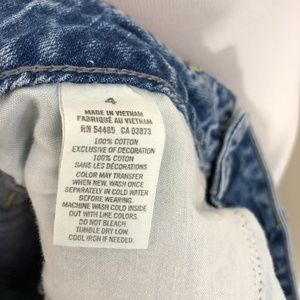 4
MADE IN VIETNAM
FABRIQUÉ AU VIETNAM
RN 54485 CA 03873
100% COTTON
EXCLUSIVE OF DECORATION
100% COTON
SANS LES DÉCORATIONS
COLOR MAY TRANSFER
WHEN NEW. WASH ONCE
SEPARATELY IN COLD WATER
BEFORE WEARING.
MACHINE WASH COLD INSIDE
OUT WITH LIKE COLORS.
DO NOT BLEACH.
TUMBLE DRY LOW.
COOL IRON IF NEEDED.